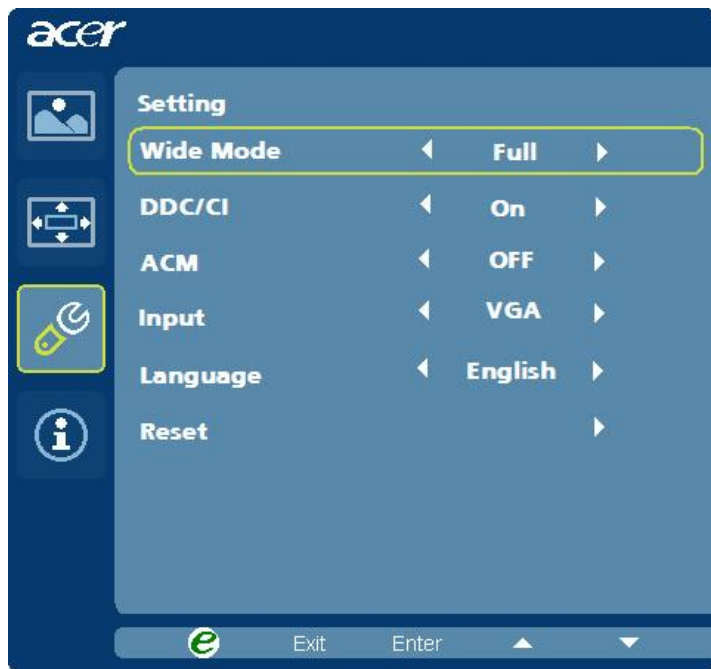 acer
Setting
Wide Mode Full
DDC/CI On
ACM OFF
Input VGA
Language English
Reset
e Exit Enter